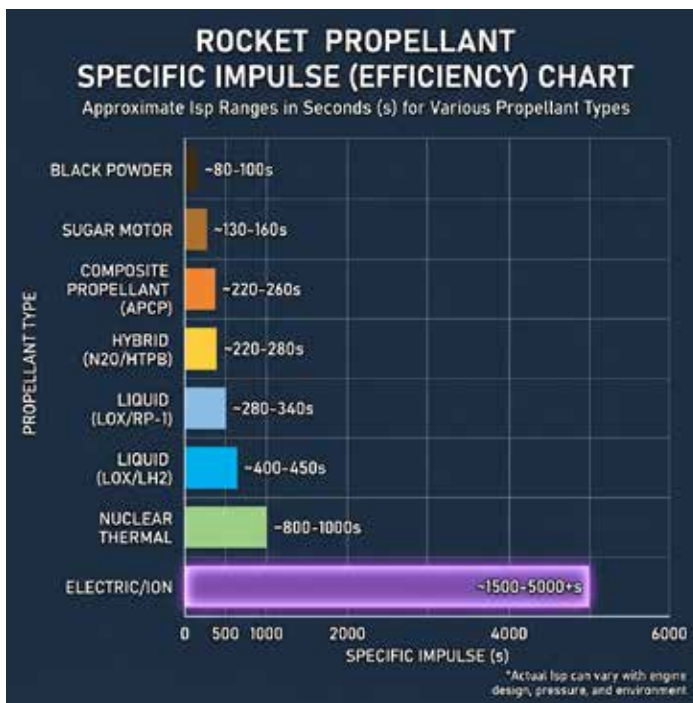 ROCKET PROPELLANT
SPECIFIC IMPULSE (EFFICIENCY) CHART
Approximate Isp Ranges in Seconds (s) for Various Propellant Types
PROPELLANT TYPE
BLACK POWDER
~80-100s
SUGAR MOTOR
~130-160s
COMPOSITE
PROPELLANT
(APCP)
~220-260s
HYBRID
(N2O/HTPB)
~220-280s
LIQUID
(LOX/RP-1)
~280-340s
LIQUID
(LOX/LH2)
~400-450s
NUCLEAR
THERMAL
~800-1000s
ELECTRIC/ION
~1500-5000+s
0 500 1000 2000 4000 6000
SPECIFIC IMPULSE (s)
*Actual Isp can vary with engine
design, pressure, and environment